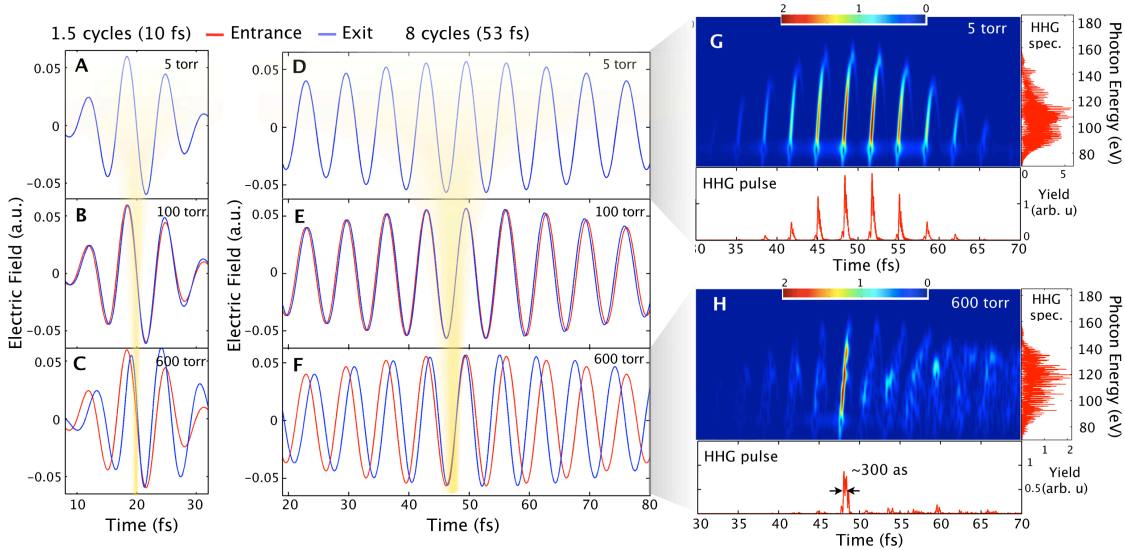 1.5 cycles (10 fs) Entrance Exit 8 cycles (53 fs)
A
5 torr
0.05
0
−0.05
B
100 torr
0.05
0
−0.05
C
600 torr
0.05
0
−0.05
Electric Field (a.u.)
10 20 30
Time (fs)
D
5 torr
0.05
0
−0.05
E
100 torr
0.05
0
−0.05
F
600 torr
0.05
0
−0.05
Electric Field (a.u.)
20 30 40 50 60 70 80
Time (fs)
2 1 0
G
5 torr
HHG
spec.
180
160
140
120
100
80
Photon Energy (eV)
0 5
HHG pulse
Yield
(arb. u)
1
0
30 35 40 45 50 55 60 65 70
Time (fs)
2 1 0
H
600 torr
HHG
spec.
180
160
140
120
100
80
Photon Energy (eV)
0 1 2
HHG pulse
~300 as
1
0.5
Yield
(arb. u)
30 35 40 45 50 55 60 65 70
Time (fs)